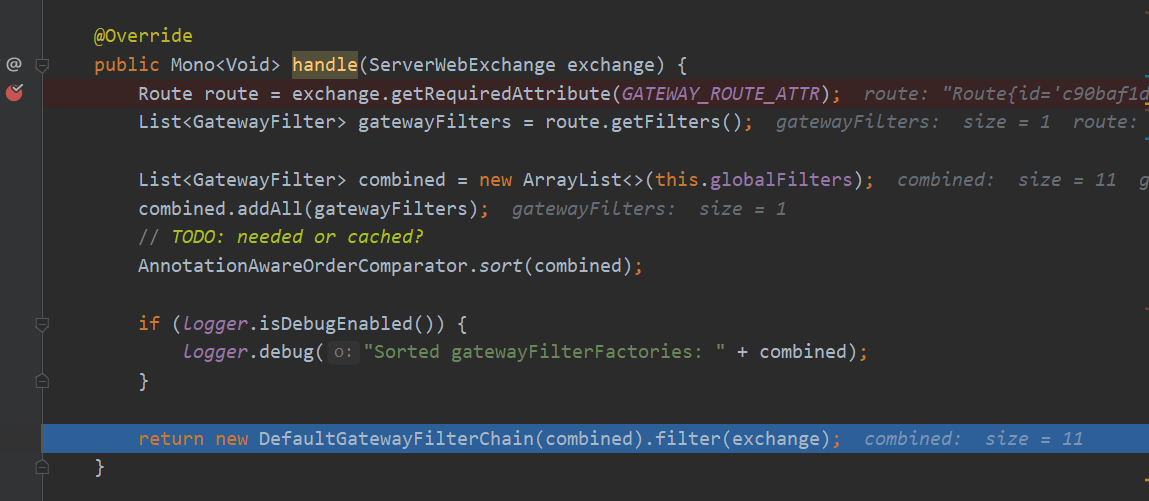 @Override
@ public Mono<Void> handle(ServerWebExchange exchange) {
Route route = exchange.getRequiredAttribute(GATEWAY_ROUTE_ATTR); route: "Route{id='c90baf1d
List<GatewayFilter> gatewayFilters = route.getFilters(); gatewayFilters: size = 1 route:
List<GatewayFilter> combined = new ArrayList<>(this.globalFilters); combined: size = 11 g
combined.addAll(gatewayFilters); gatewayFilters: size = 1
// TODO: needed or cached?
AnnotationAwareOrderComparator.sort(combined);
if (logger.isDebugEnabled()) {
logger.debug( o: "Sorted gatewayFilterFactories: " + combined);
}
return new DefaultGatewayFilterChain(combined).filter(exchange); combined: size = 11
}